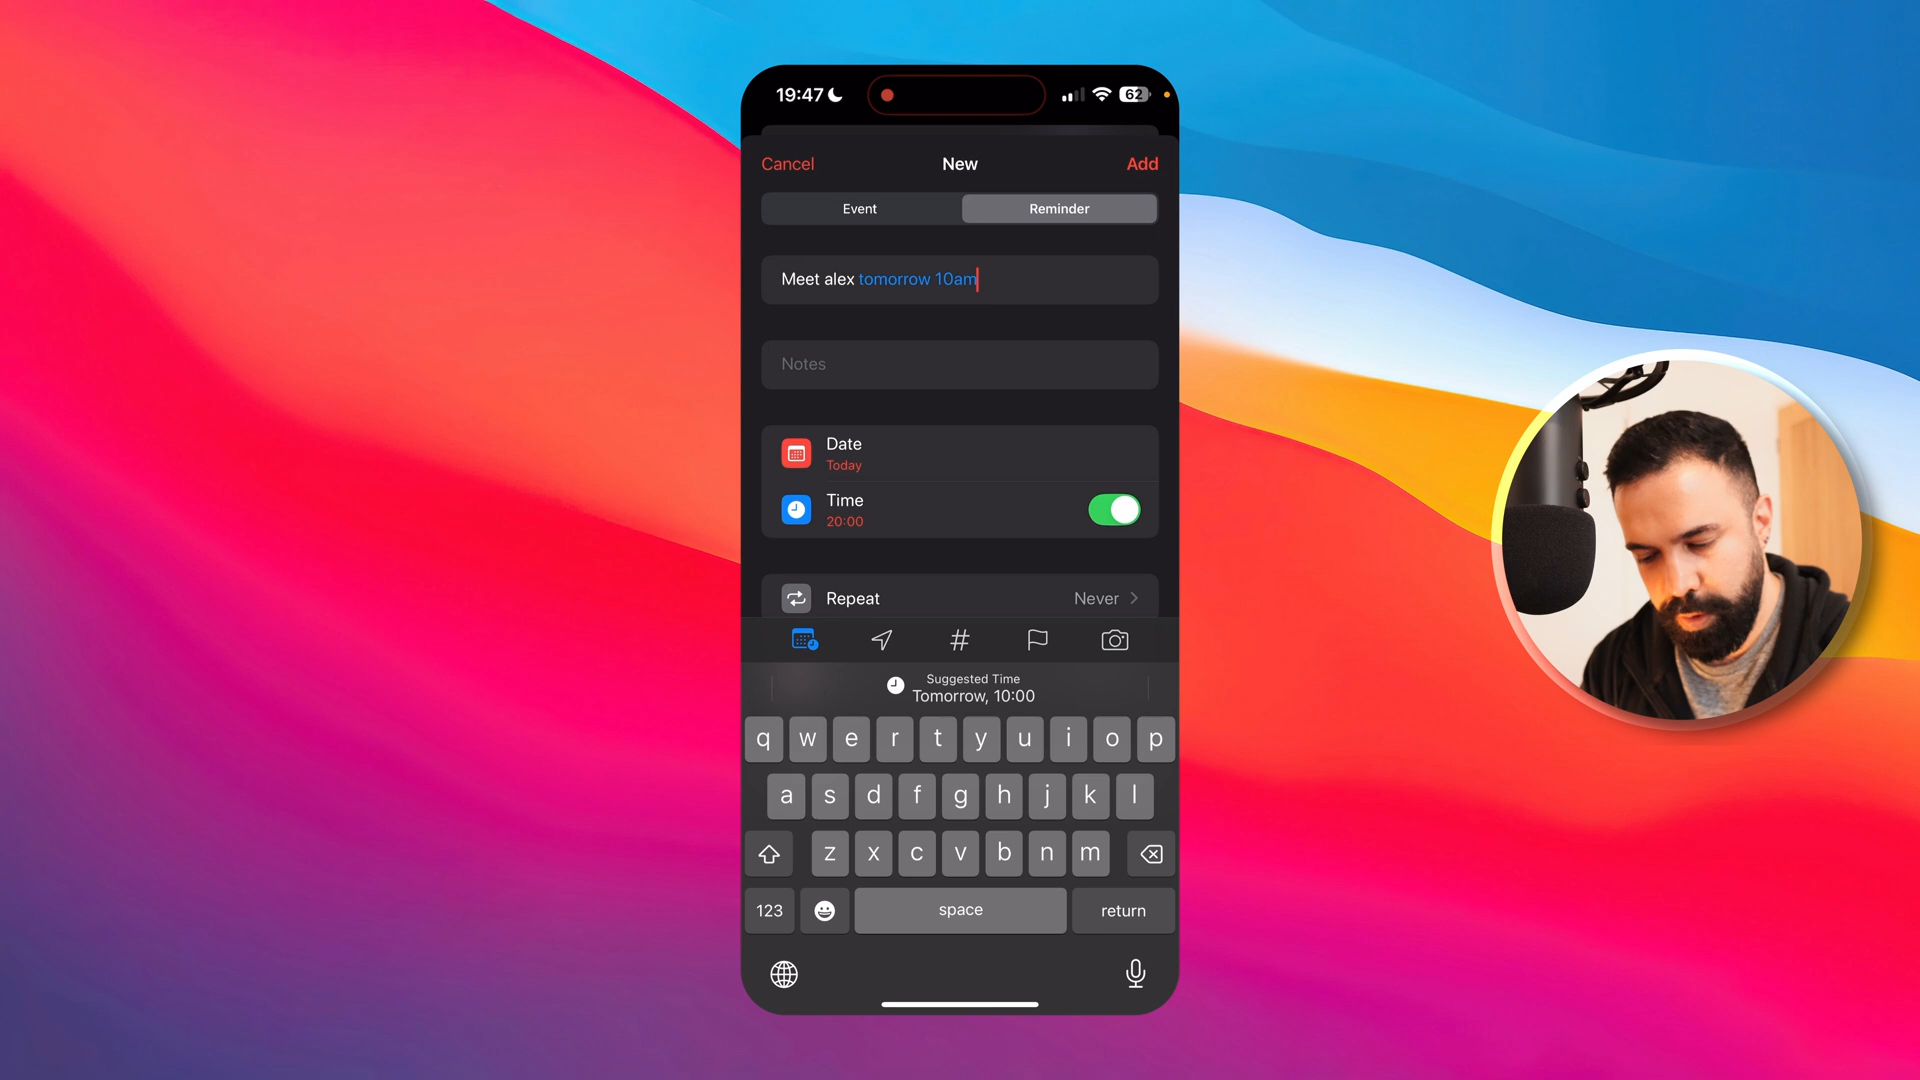 19:47
62
Cancel
New
Add
Event
Reminder
Meet alex tomorrow 10am
Notes
Date
Today
Time
20:00
Repeat
Never
Suggested Time
Tomorrow, 10:00
q w e r t y u i o p
a s d f g h j k l
z x c v b n m
123
space
return